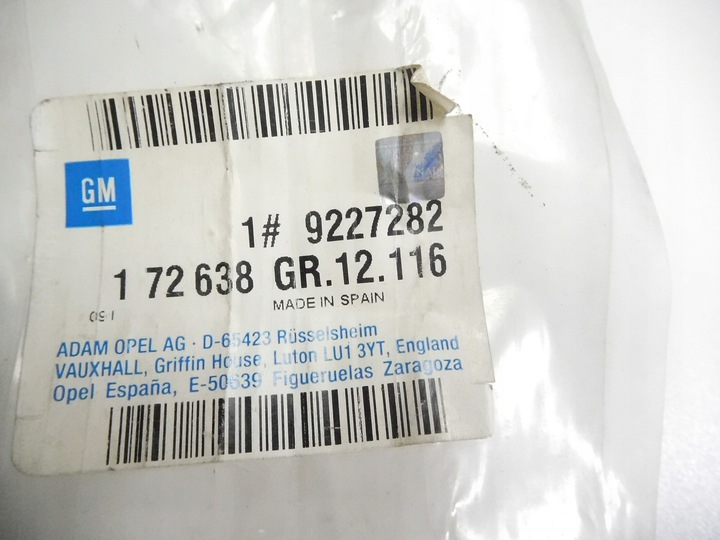 GM
1# 9227282
1 72 638 GR.12.116
MADE IN SPAIN
ADAM OPEL AG · D-65423 Rüsselsheim
VAUXHALL, Griffin House, Luton LU1 3YT, England
Opel España, E-50639 Figueruelas Zaragoza